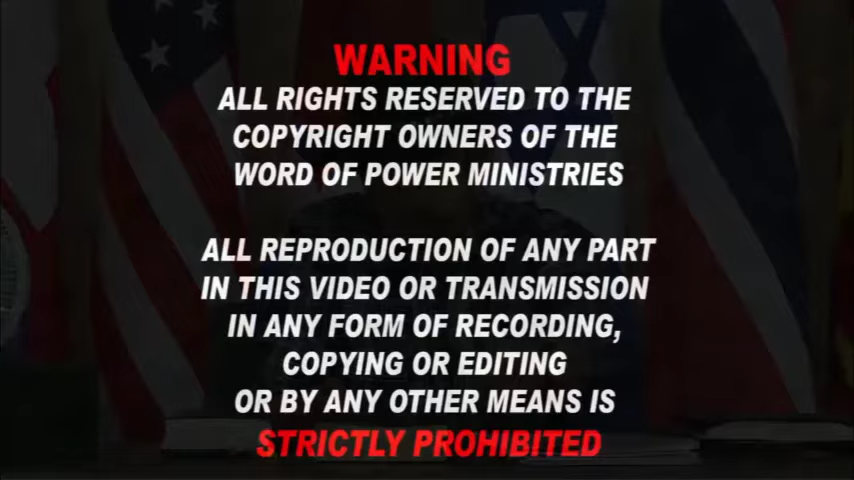 WARNING
ALL RIGHTS RESERVED TO THE
COPYRIGHT OWNERS OF THE
WORD OF POWER MINISTRIES
ALL REPRODUCTION OF ANY PART
IN THIS VIDEO OR TRANSMISSION
IN ANY FORM OF RECORDING,
COPYING OR EDITING
OR BY ANY OTHER MEANS IS
STRICTLY PROHIBITED